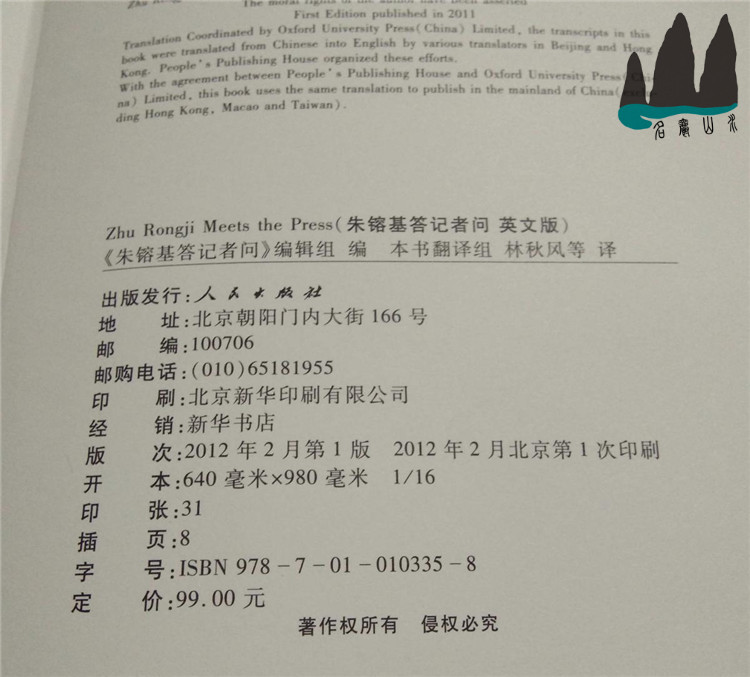 The moral rights of the author have been asserted
First Edition published in 2011
Translation Coordinated by Oxford University Press(China) Limited, the transcripts in this
book were translated from Chinese into English by various translators in Beijing and Hong
Kong. People's Publishing House organized these efforts.
With the agreement between People's Publishing House and Oxford University Press(Chi-
na) Limited, this book uses the same translation to publish in the mainland of China(
ding Hong Kong, Macao and Taiwan).
Zhu Rongji Meets the Press(朱镕基答记者问 英文版)
《朱镕基答记者问》编辑组 编 本书翻译组 林秋风等 译
出版发行:人民出版社
地 址:北京朝阳门内大街166号
邮 编:100706
邮购电话:(010)65181955
印 刷:北京新华印刷有限公司
经 销:新华书店
版 次:2012年2月第1版 2012年2月北京第1次印刷
开 本:640毫米×980毫米 1/16
印 张:31
插 页:8
字 号:ISBN 978-7-01-010335-8
定 价:99.00元
著作权所有 侵权必究